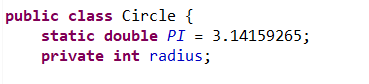 public class Circle {
    static double PI = 3.14159265;
    private int radius;